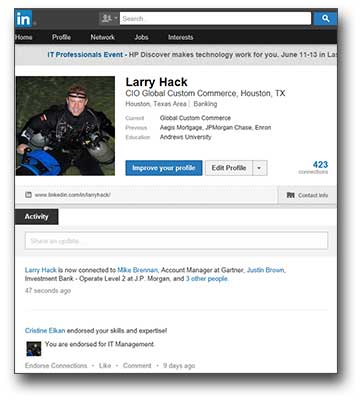 in
Search...
Home Profile Network Jobs Interests
IT Professionals Event - HP Discover makes technology work for you. June 11-13 in Las
Larry Hack
CIO Global Custom Commerce, Houston, TX
Houston, Texas Area | Banking
Current Global Custom Commerce
Previous Aegis Mortgage, JPMorgan Chase, Enron
Education Andrews University
Improve your profile Edit Profile 423
connections
in www.linkedin.com/in/larryhack/ Contact Info
Activity
Share an update...
Larry Hack is now connected to Mike Brennan, Account Manager at Gartner, Justin Brown,
Investment Bank - Operate Level 2 at J.P. Morgan, and 3 other people.
47 seconds ago
Cristine Elkan endorsed your skills and expertise!
You are endorsed for IT Management.
Endorse Connections • Like • Comment • 9 days ago